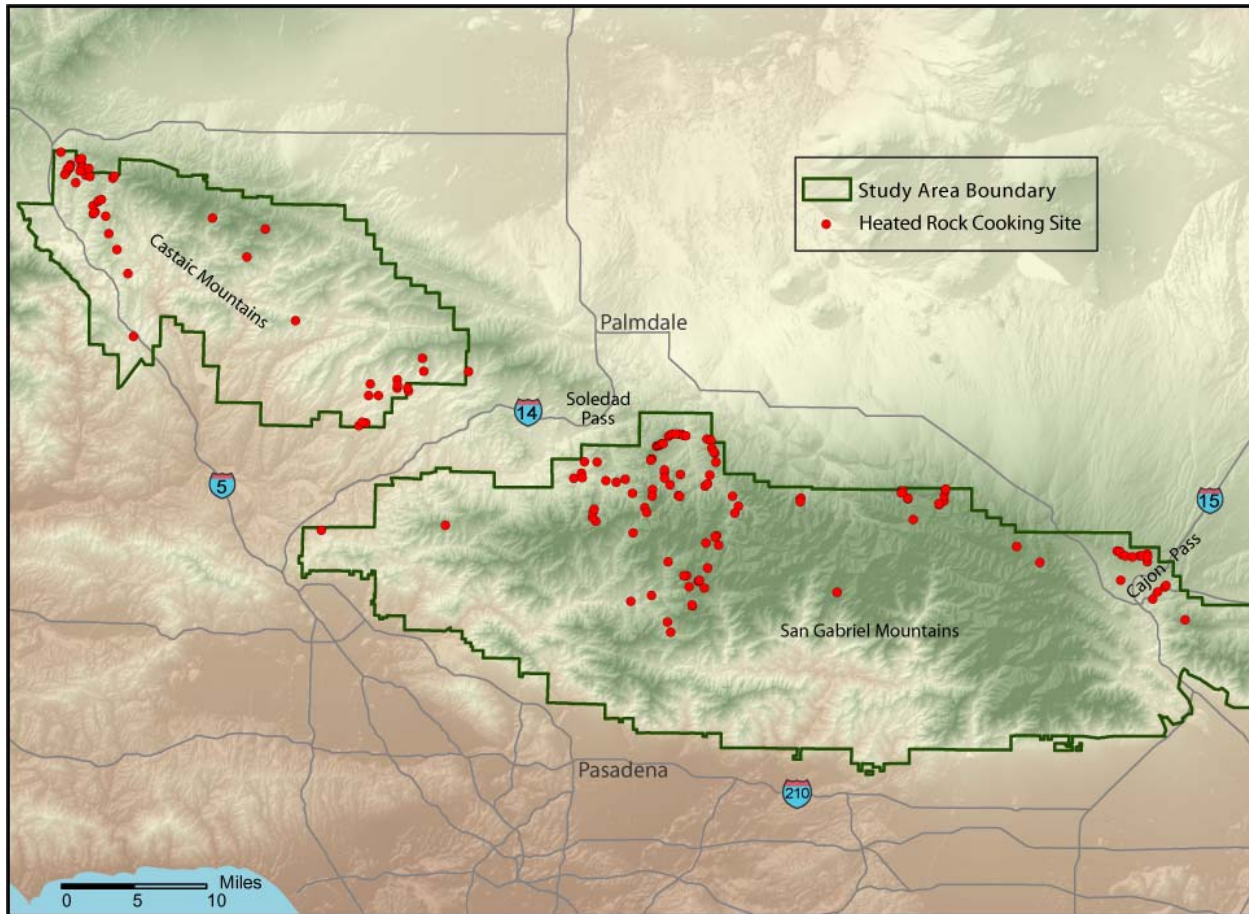 Study Area Boundary
Heated Rock Cooking Site
Castaic Mountains
Palmdale
Soledad
Pass
14
5
15
Cajon Pass
San Gabriel Mountains
Pasadena
210
Miles
0 5 10